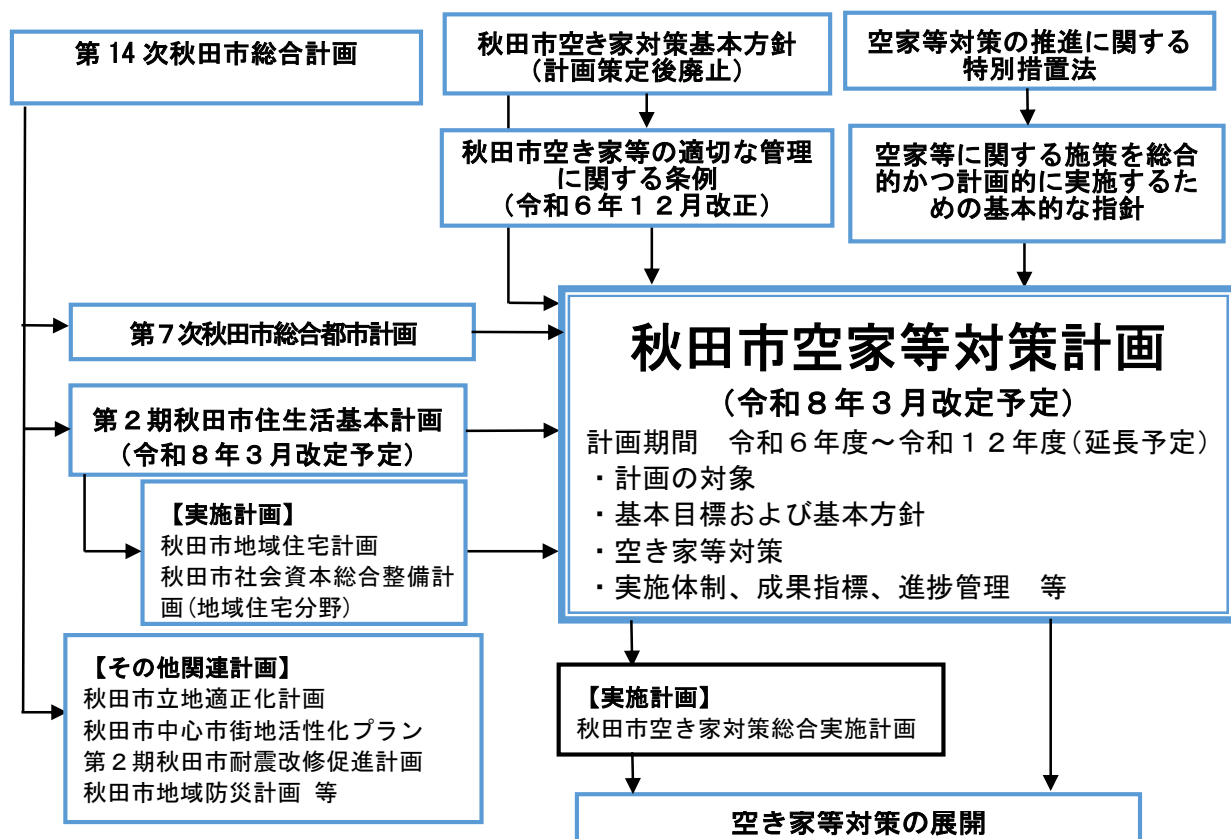 第14次秋田市総合計画
秋田市空き家対策基本方針
(計画策定後廃止)
空家等対策の推進に関する
特別措置法
秋田市空き家等の適切な管理
に関する条例
(令和6年12月改正)
空家等に関する施策を総合
的かつ計画的に実施するた
めの基本的な指針
第7次秋田市総合都市計画
第2期秋田市住生活基本計画
(令和8年3月改定予定)
【実施計画】
秋田市地域住宅計画
秋田市社会資本総合整備計
画(地域住宅分野)
【その他関連計画】
秋田市立地適正化計画
秋田市中心市街地活性化プラン
第2期秋田市耐震改修促進計画
秋田市地域防災計画 等
秋田市空家等対策計画
(令和8年3月改定予定)
計画期間 令和6年度~令和12年度(延長予定)
・計画の対象
・基本目標および基本方針
・空き家等対策
・実施体制、成果指標、進捗管理 等
【実施計画】
秋田市空き家対策総合実施計画
空き家等対策の展開